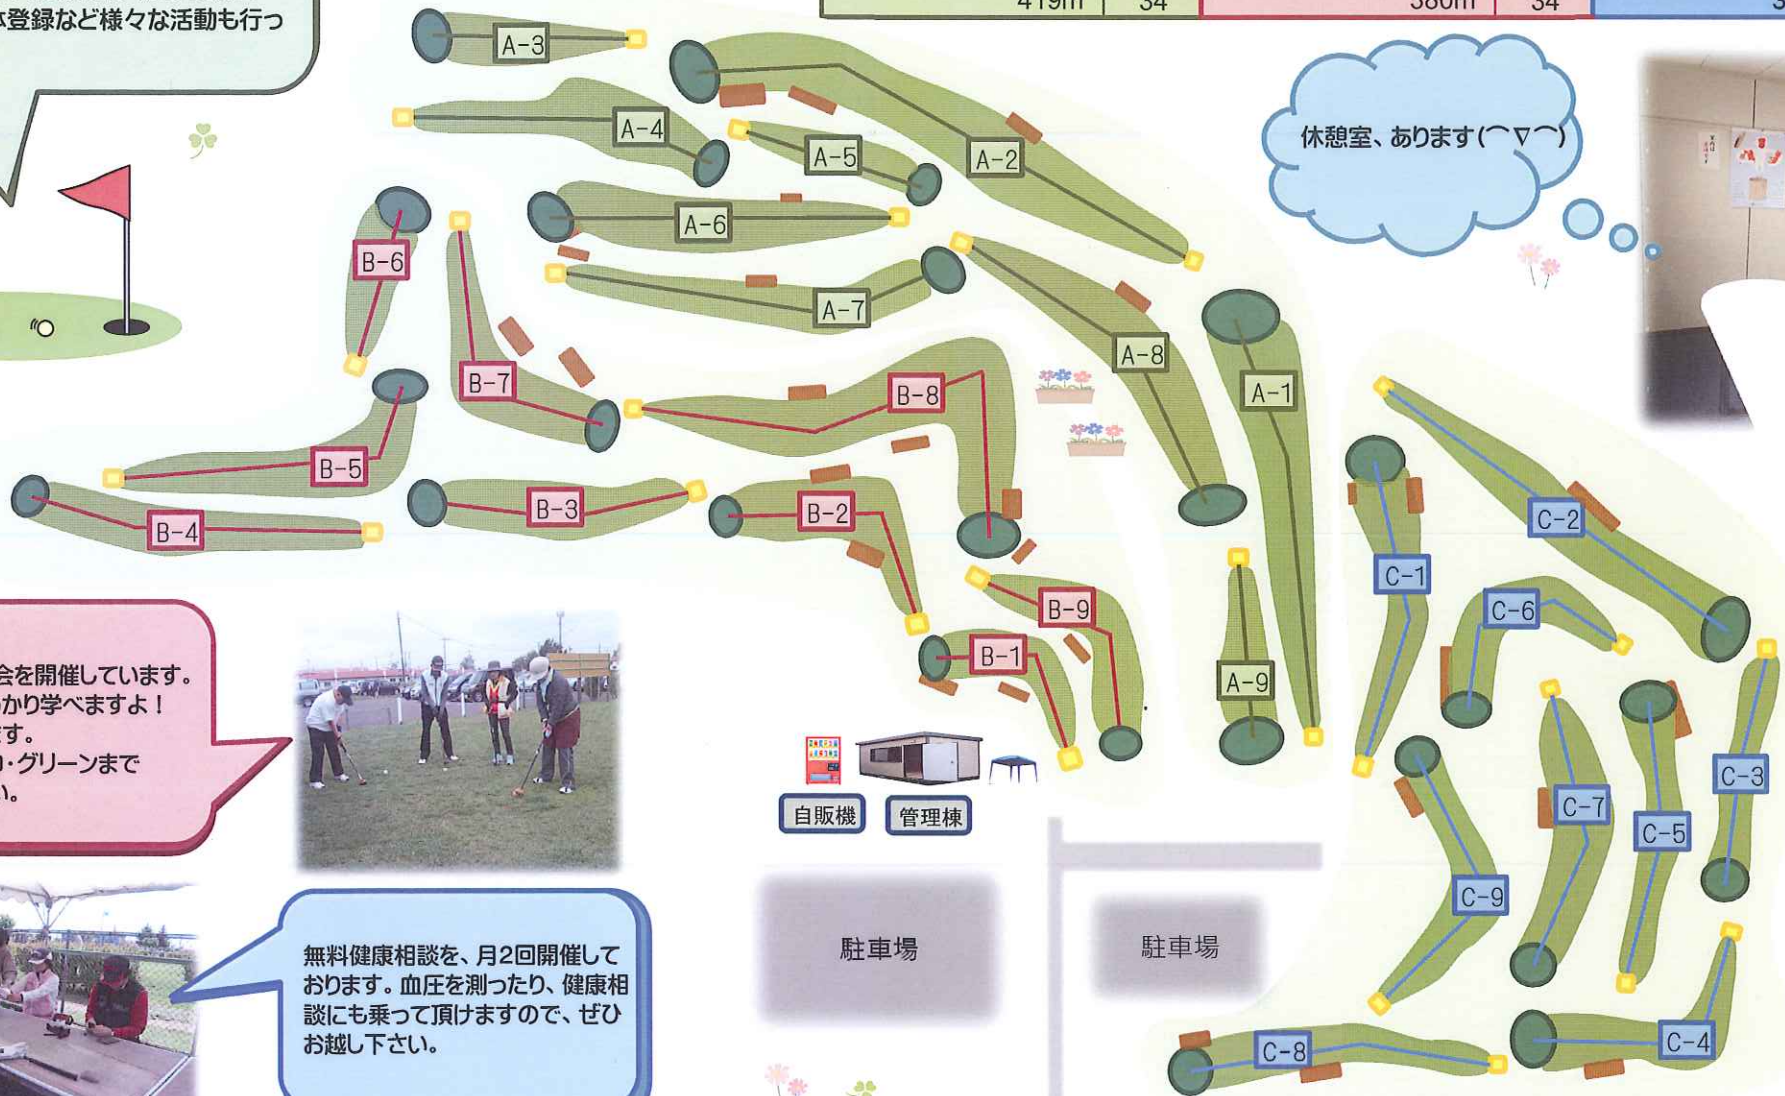 体登録など様々な活動も行っ
419m 34 380m 34 3
A-3
A-4
A-5
A-2
A-6
A-7
A-8
A-1
A-9
休憩室、あります(⌒▽⌒)
B-6
B-7
B-8
B-5
B-4
B-3
B-2
B-9
B-1
C-2
C-1
C-6
C-3
C-7
C-5
C-9
C-8
C-4
会を開催しています。
かり学べますよ！
す。
・グリーンまで
い。
自販機
管理棟
駐車場
駐車場
無料健康相談を、月2回開催して
おります。血圧を測ったり、健康相
談にも乗って頂けますので、ぜひ
お越し下さい。